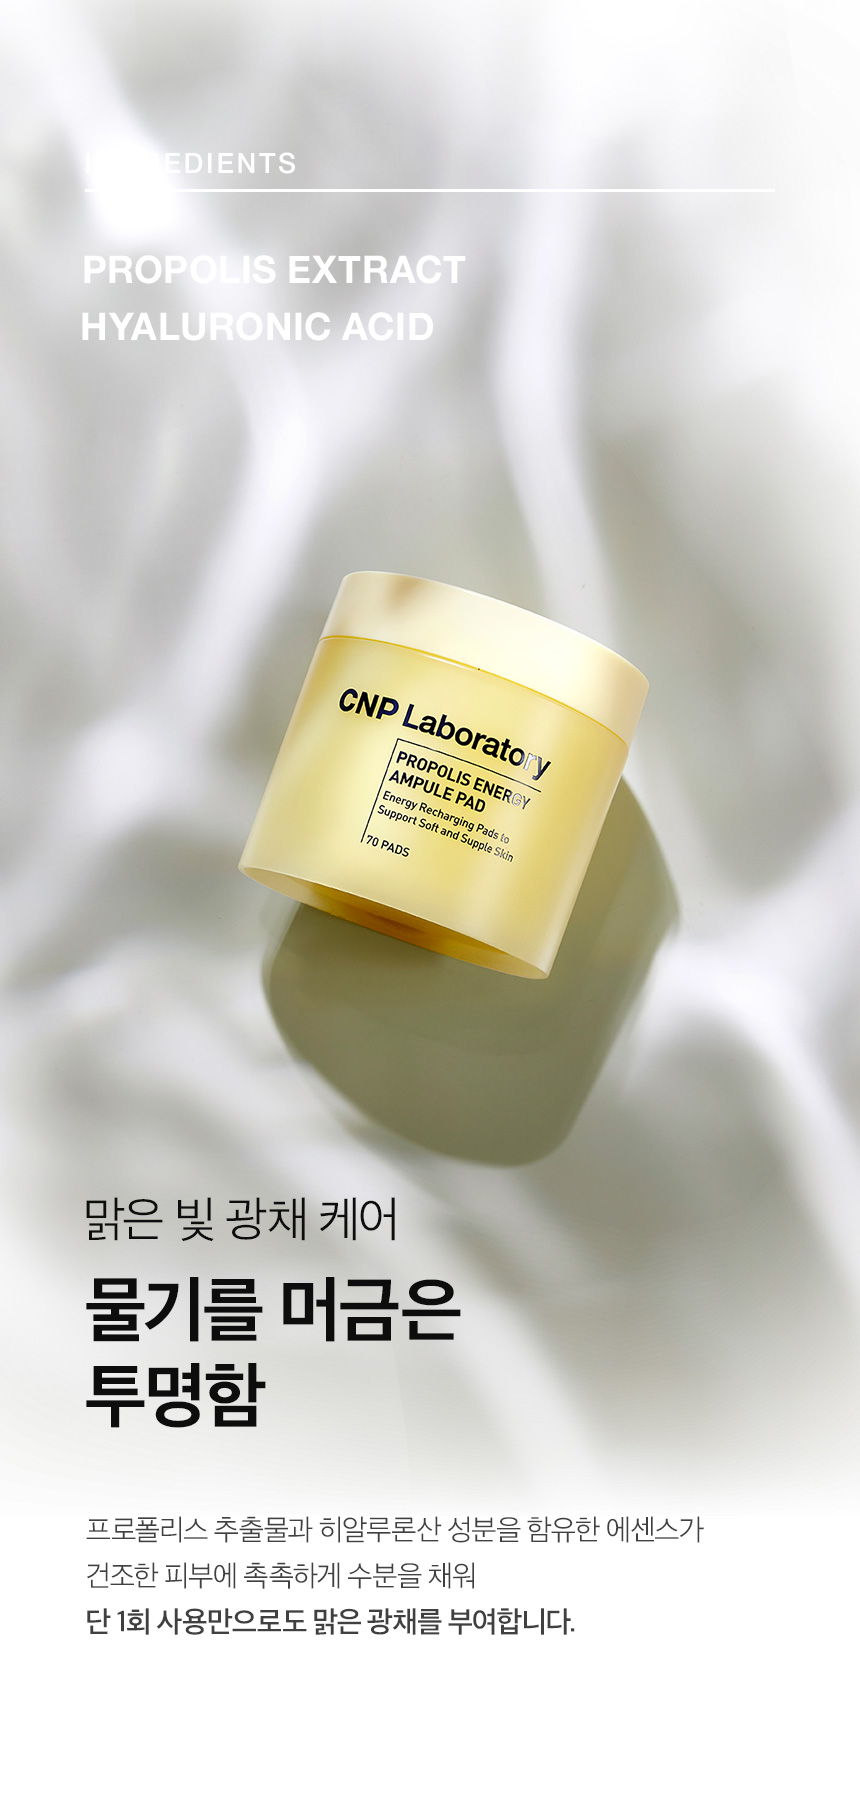 INGREDIENTS
PROPOLIS EXTRACT
HYALURONIC ACID
CNP Laboratory
PROPOLIS ENERGY
AMPULE PAD
Energy Recharging Pads to
Support Soft and Supple Skin
70 PADS
맑은 빛 광채 케어
물기를 머금은
투명함
프로폴리스 추출물과 히알루론산 성분을 함유한 에센스가
건조한 피부에 촉촉하게 수분을 채워
단 1회 사용만으로도 맑은 광채를 부여합니다.